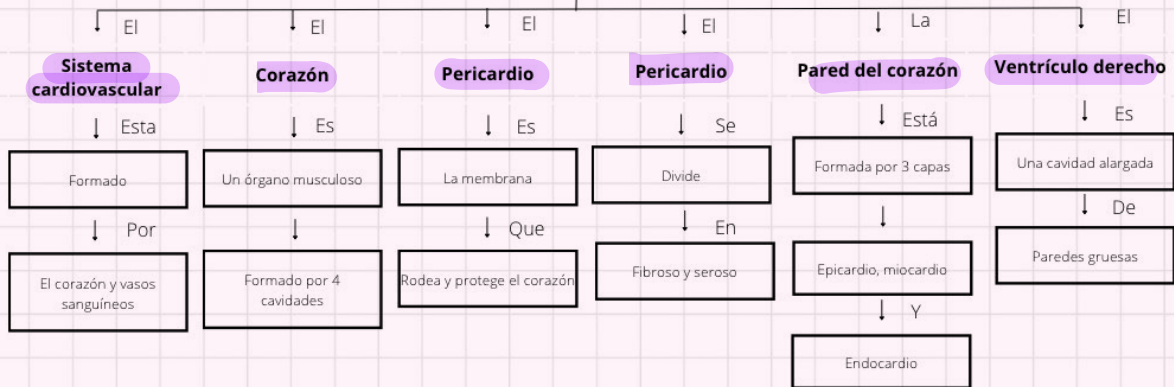 El
Sistema
cardiovascular
Esta
Formado
Por
El corazón y vasos
sanguíneos
El
Corazón
Es
Un órgano musculoso
Formado por 4
cavidades
El
Pericardio
Es
La membrana
Que
Rodea y protege el corazón
El
Pericardio
Se
Divide
En
Fibroso y seroso
La
Pared del corazón
Está
Formada por 3 capas
Epicardio, miocardio
Y
Endocardio
El
Ventrículo derecho
Es
Una cavidad alargada
De
Paredes gruesas